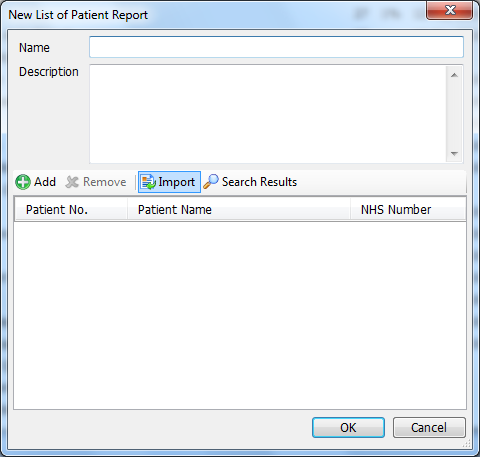 New List of Patient Report
Name
Description
Add Remove Import Search Results
Patient No. Patient Name NHS Number
OK Cancel